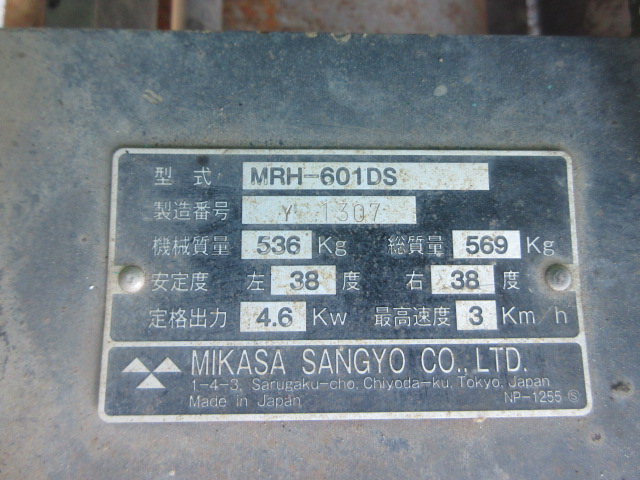 型式 MRH-601DS
製造番号 Y 1307
機械質量 536 Kg 総質量 569 Kg
安定度 左 38 度 右 38 度
定格出力 4.6 Kw 最高速度 3 Km/h
MIKASA SANGYO CO.,LTD.
1-4-3, Sarugaku-cho, Chiyoda-ku, Tokyo, Japan
Made in Japan NP-1255 Ⓢ